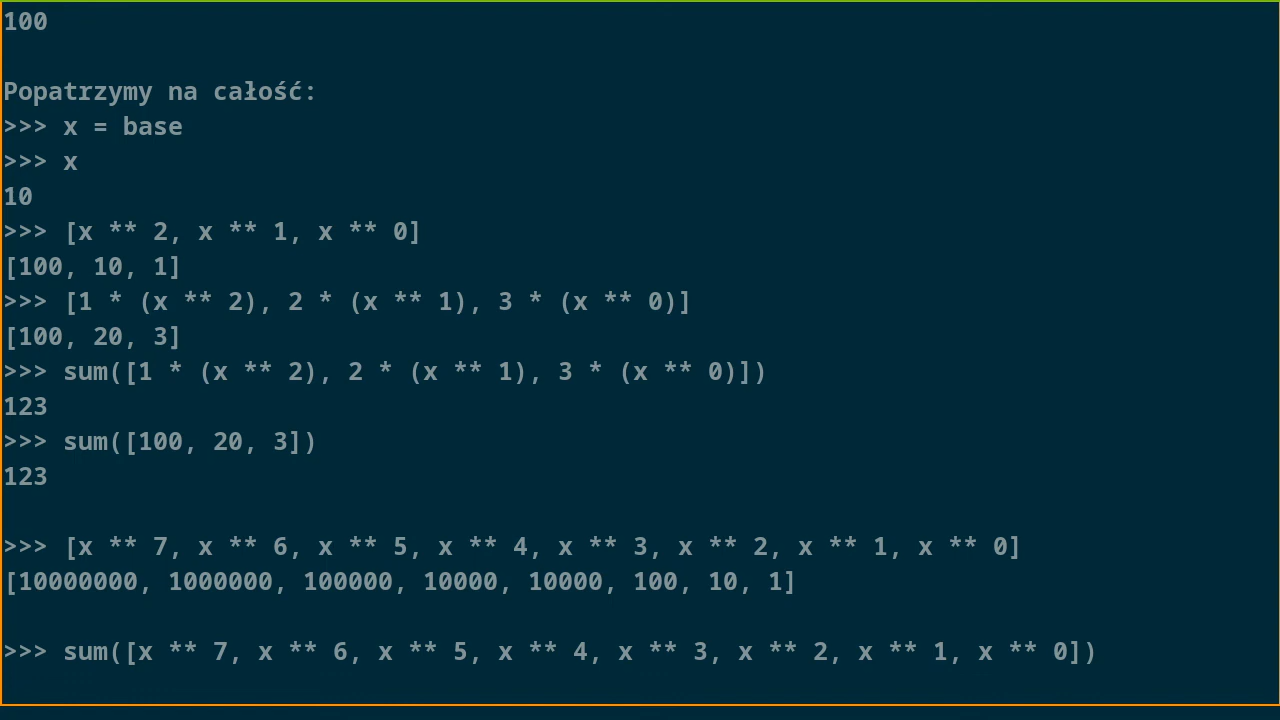 100
Popatrzymy na całość:
>>> x = base
>>> x
10
>>> [x ** 2, x ** 1, x ** 0]
[100, 10, 1]
>>> [1 * (x ** 2), 2 * (x ** 1), 3 * (x ** 0)]
[100, 20, 3]
>>> sum([1 * (x ** 2), 2 * (x ** 1), 3 * (x ** 0)])
123
>>> sum([100, 20, 3])
123
>>> [x ** 7, x ** 6, x ** 5, x ** 4, x ** 3, x ** 2, x ** 1, x ** 0]
[10000000, 1000000, 100000, 10000, 10000, 100, 10, 1]
>>> sum([x ** 7, x ** 6, x ** 5, x ** 4, x ** 3, x ** 2, x ** 1, x ** 0])